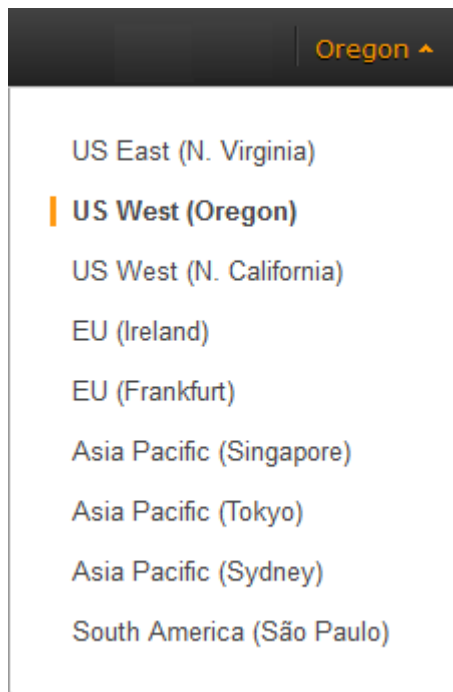 Oregon
US East (N. Virginia)
US West (Oregon)
US West (N. California)
EU (Ireland)
EU (Frankfurt)
Asia Pacific (Singapore)
Asia Pacific (Tokyo)
Asia Pacific (Sydney)
South America (São Paulo)